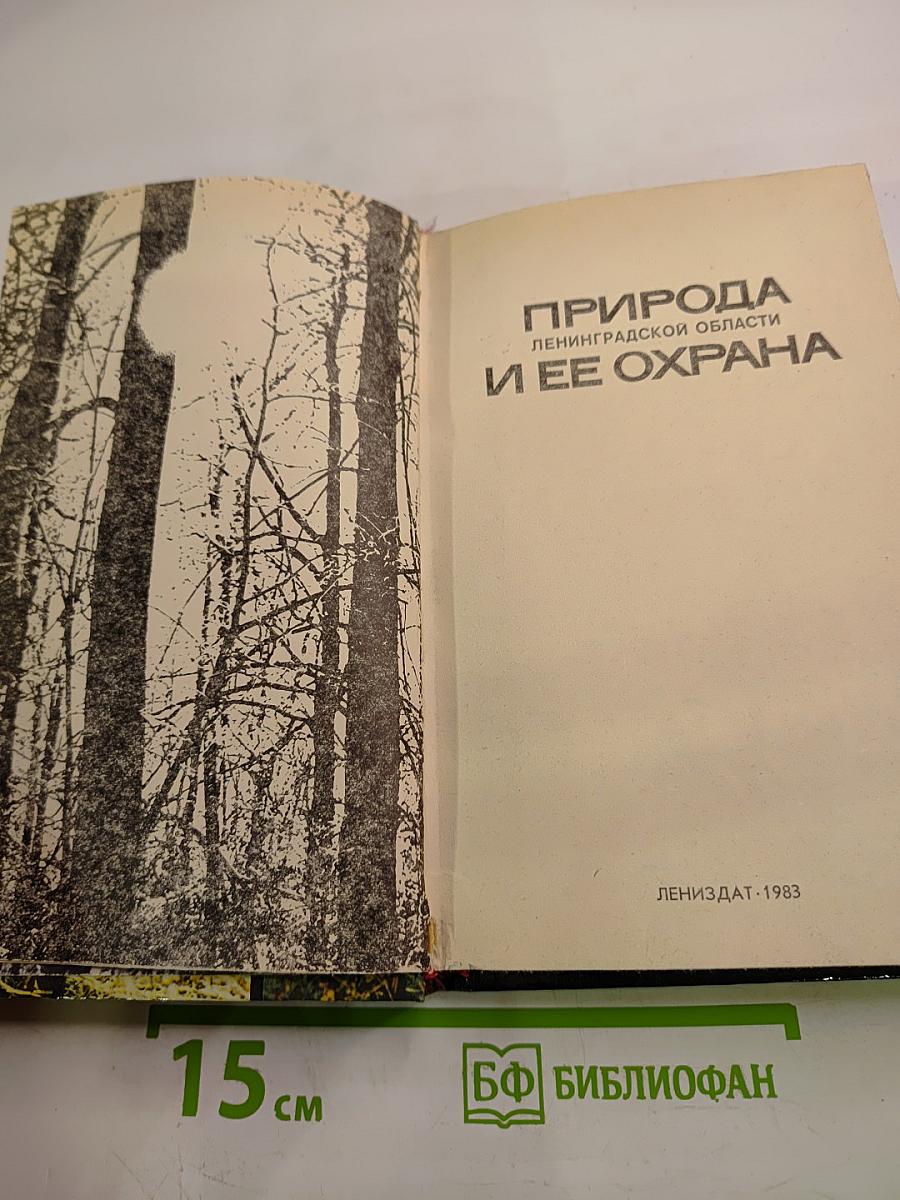 ПРИРОДА
ЛЕНИНГРАДСКОЙ ОБЛАСТИ
И ЕЕ ОХРАНА
ЛЕНИЗДАТ·1983
15 см
БФ БИБЛИОФАН